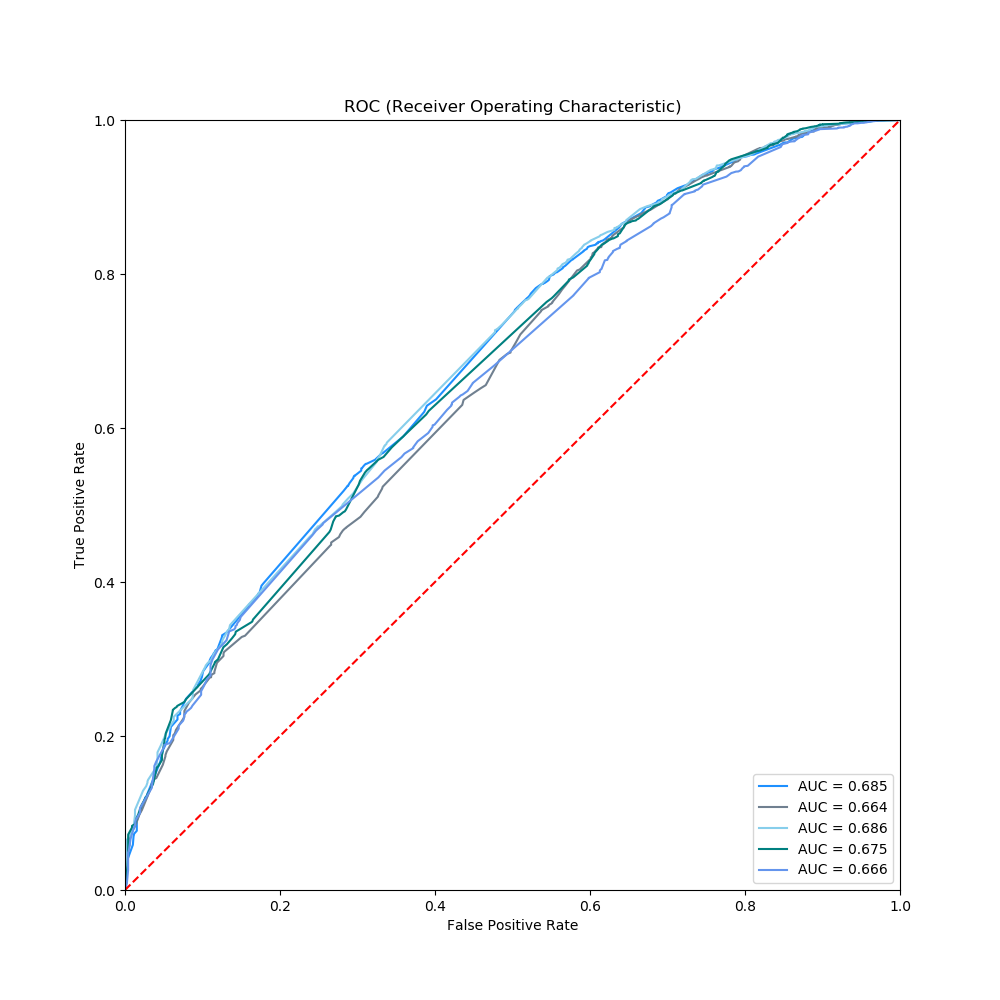 ROC (Receiver Operating Characteristic)
1.0
0.8
0.6
0.4
0.2
0.0
True Positive Rate
0.0 0.2 0.4 0.6 0.8 1.0
False Positive Rate
AUC = 0.685
AUC = 0.664
AUC = 0.686
AUC = 0.675
AUC = 0.666